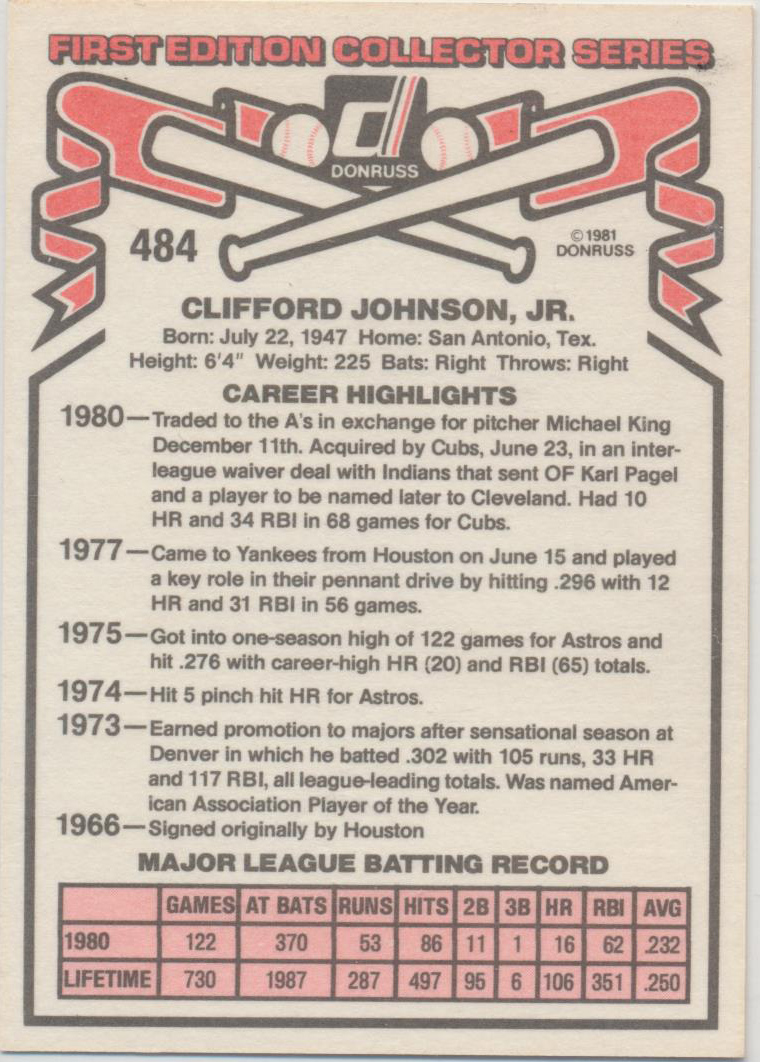 FIRST EDITION COLLECTOR SERIES
d
DONRUSS
484
©1981
DONRUSS
CLIFFORD JOHNSON, JR.
Born: July 22, 1947 Home: San Antonio, Tex.
Height: 6'4" Weight: 225 Bats: Right Throws: Right
CAREER HIGHLIGHTS
1980—Traded to the A's in exchange for pitcher Michael King
December 11th. Acquired by Cubs, June 23, in an inter-
league waiver deal with Indians that sent OF Karl Pagel
and a player to be named later to Cleveland. Had 10
HR and 34 RBI in 68 games for Cubs.
1977—Came to Yankees from Houston on June 15 and played
a key role in their pennant drive by hitting .296 with 12
HR and 31 RBI in 56 games.
1975—Got into one-season high of 122 games for Astros and
hit .276 with career-high HR (20) and RBI (65) totals.
1974—Hit 5 pinch hit HR for Astros.
1973—Earned promotion to majors after sensational season at
Denver in which he batted .302 with 105 runs, 33 HR
and 117 RBI, all league-leading totals. Was named Amer-
ican Association Player of the Year.
1966—Signed originally by Houston
MAJOR LEAGUE BATTING RECORD
GAMES AT BATS RUNS HITS 2B 3B HR RBI AVG
1980 122 370 53 86 11 1 16 62 .232
LIFETIME 730 1987 287 497 95 6 106 351 .250